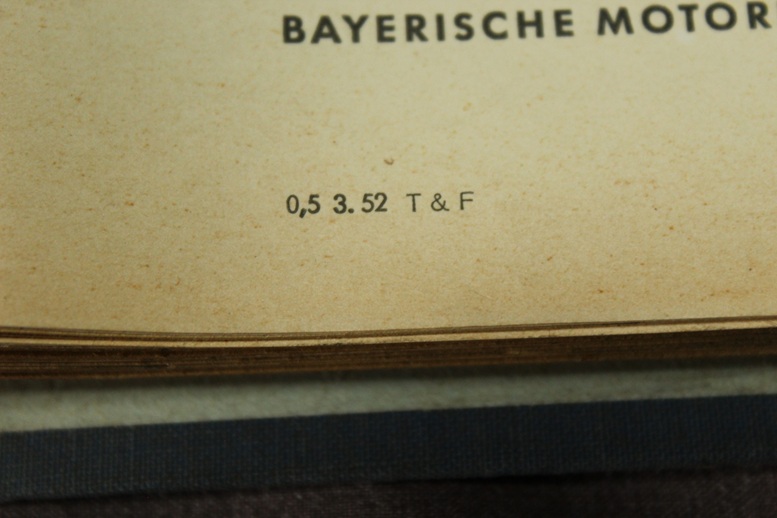 BAYERISCHE MOTOR
0,5 3. 52 T & F